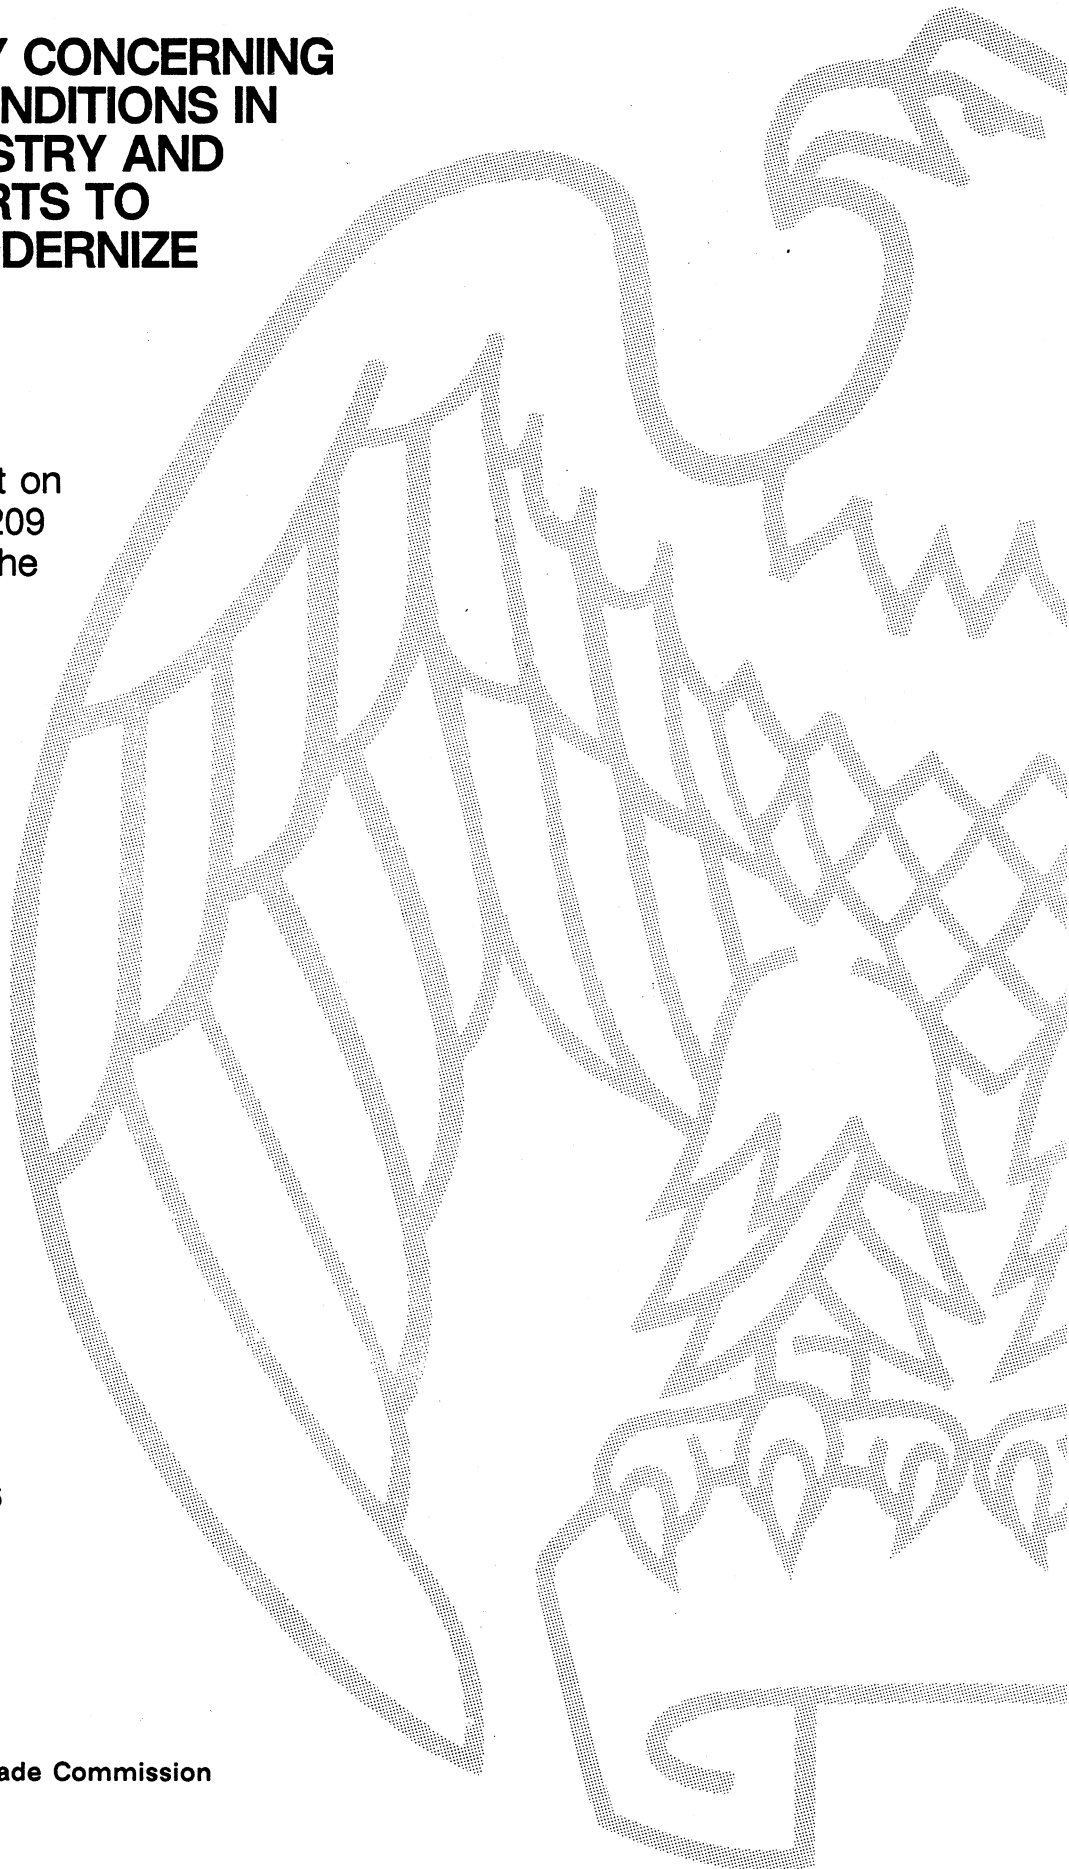 Y CONCERNING
NDITIONS IN
STRY AND
RTS TO
DERNIZE
t on
209
he
ade Commission